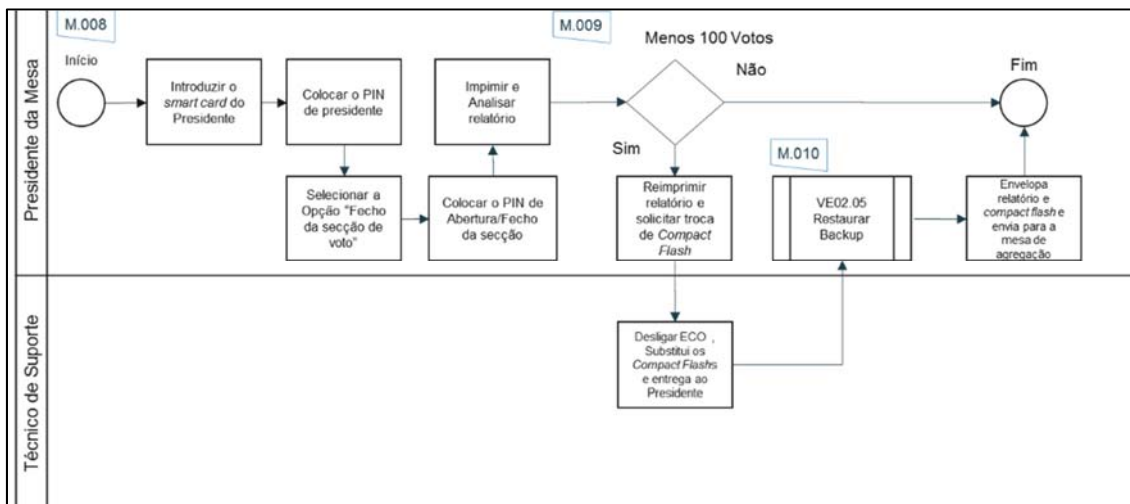 M.008
M.009
Menos 100 Votos
Início
Não
Fim
Introduzir o
smart card do
Presidente
Colocar o PIN
de presidente
Impimir e
Analisar
relatório
Sim
M.010
Selecionar a
Opção "Fecho
da secção de
voto"
Colocar o PIN de
Abertura/Fecho
da secção
Reimprimir
relatório e
solicitar troca
de Compact
Flash
VE02.05
Restaurar
Backup
Envelopa
relatório e
compact flash e
envia para a
mesa de
agregação
Presidente da Mesa
Desligar ECO ,
Substitui os
Compact Flashs
e entrega ao
Presidente
Técnico de Suporte